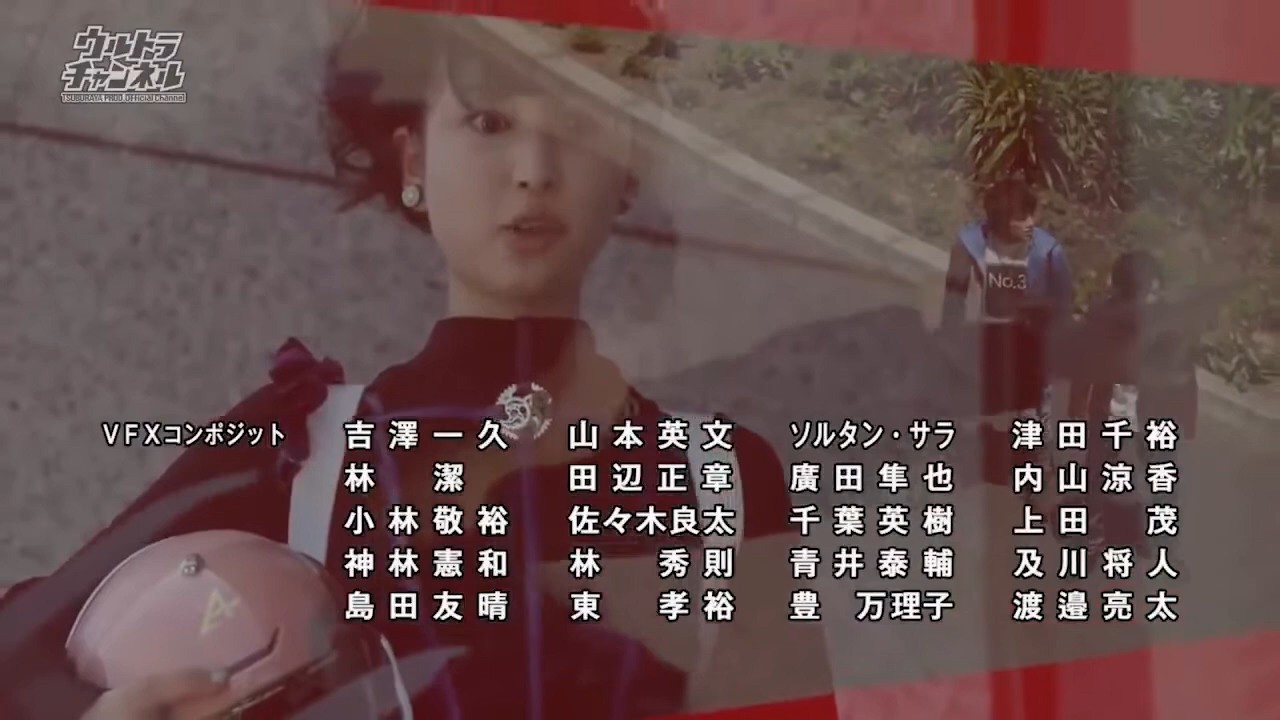 ウルトラ
チャンネル
TSUBURAYA PROD. Official Channel
No.3
VFXコンポジット 吉澤一久 山本英文 ソルタン・サラ 津田千裕
林 潔 田辺正章 廣田隼也 内山涼香
小林敬裕 佐々木良太 千葉英樹 上田 茂
神林憲和 林 秀則 青井泰輔 及川将人
島田友晴 東 孝裕 豊 万理子 渡邉亮太